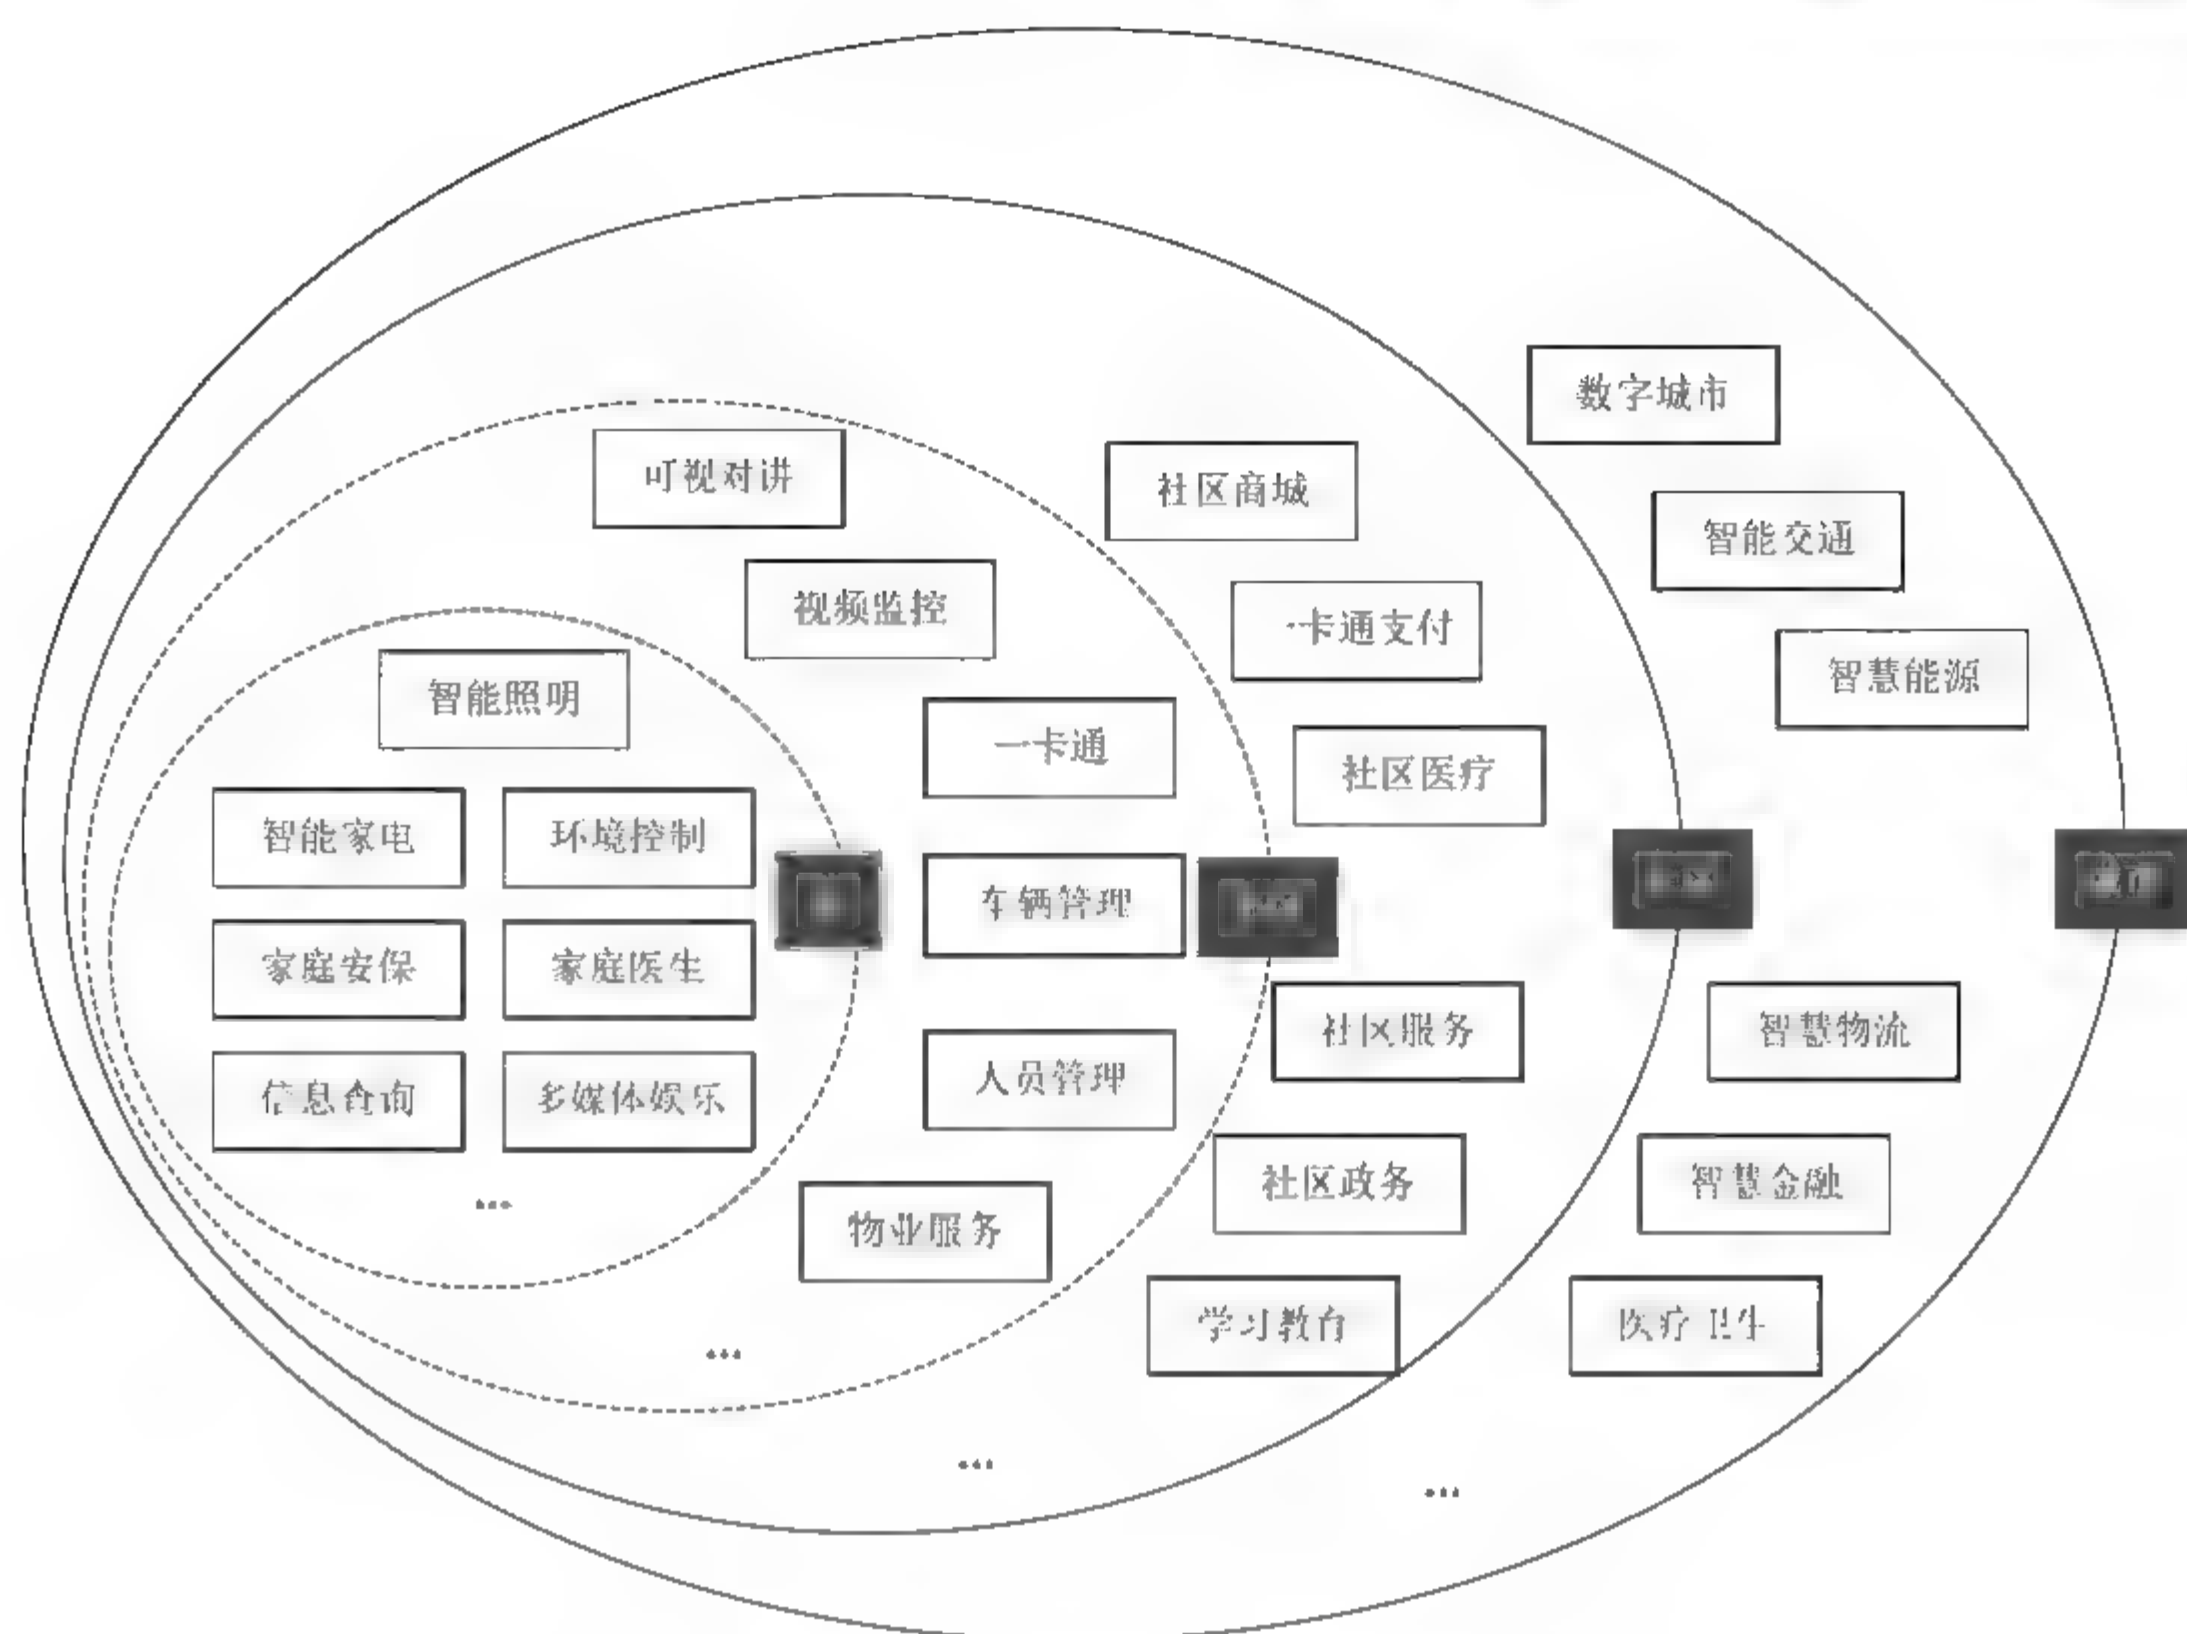 数字城市
可视对讲
社区商城
智能交通
视频监控
一卡通支付
智慧能源
智能照明
一卡通
社区医疗
智能家电
环境控制
车辆管理
家庭安保
家庭医生
社区服务
智慧物流
信息查询
多媒体娱乐
人员管理
社区政务
智慧金融
...
物业服务
学习教育
医疗卫生
...
...
...